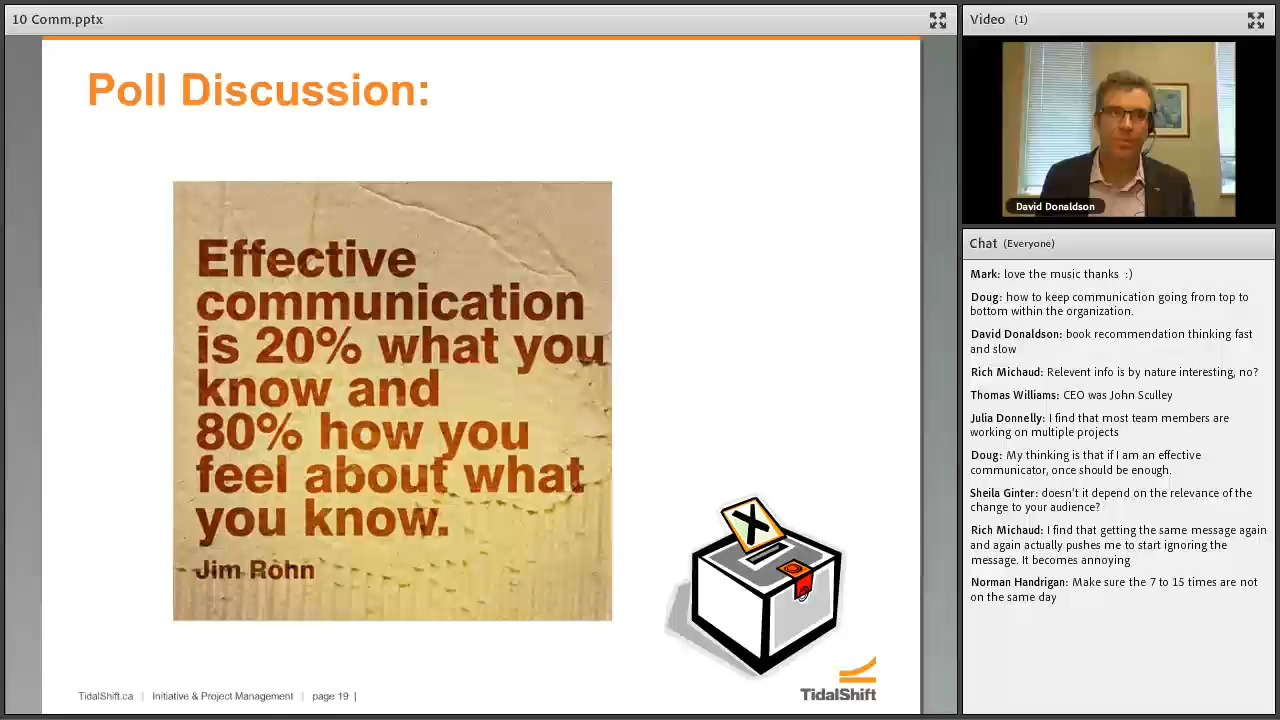 10 Comm.pptx
Poll Discussion:
Effective
communication
is 20% what you
know and
80% how you
feel about what
you know.
Jim Rohn
X
TidalShift.ca | Initiative & Project Management | page 19 |
TidalShift
Video (1)
David Donaldson
Chat (Everyone)
Mark: love the music thanks :)
Doug: how to keep communication going from top to
bottom within the organization.
David Donaldson: book recommendation thinking fast
and slow
Rich Michaud: Relevent info is by nature interesting, no?
Thomas Williams: CEO was John Sculley
Julia Donnelly: I find that most team members are
working on multiple projects
Doug: My thinking is that if I am an effective
communicator, once should be enough.
Sheila Ginter: doesn't it depend on the relevance of the
change to your audience?
Rich Michaud: I find that getting the same message again
and again actually pushes me to start ignoring the
message. It becomes annoying
Norman Handrigan: Make sure the 7 to 15 times are not
on the same day